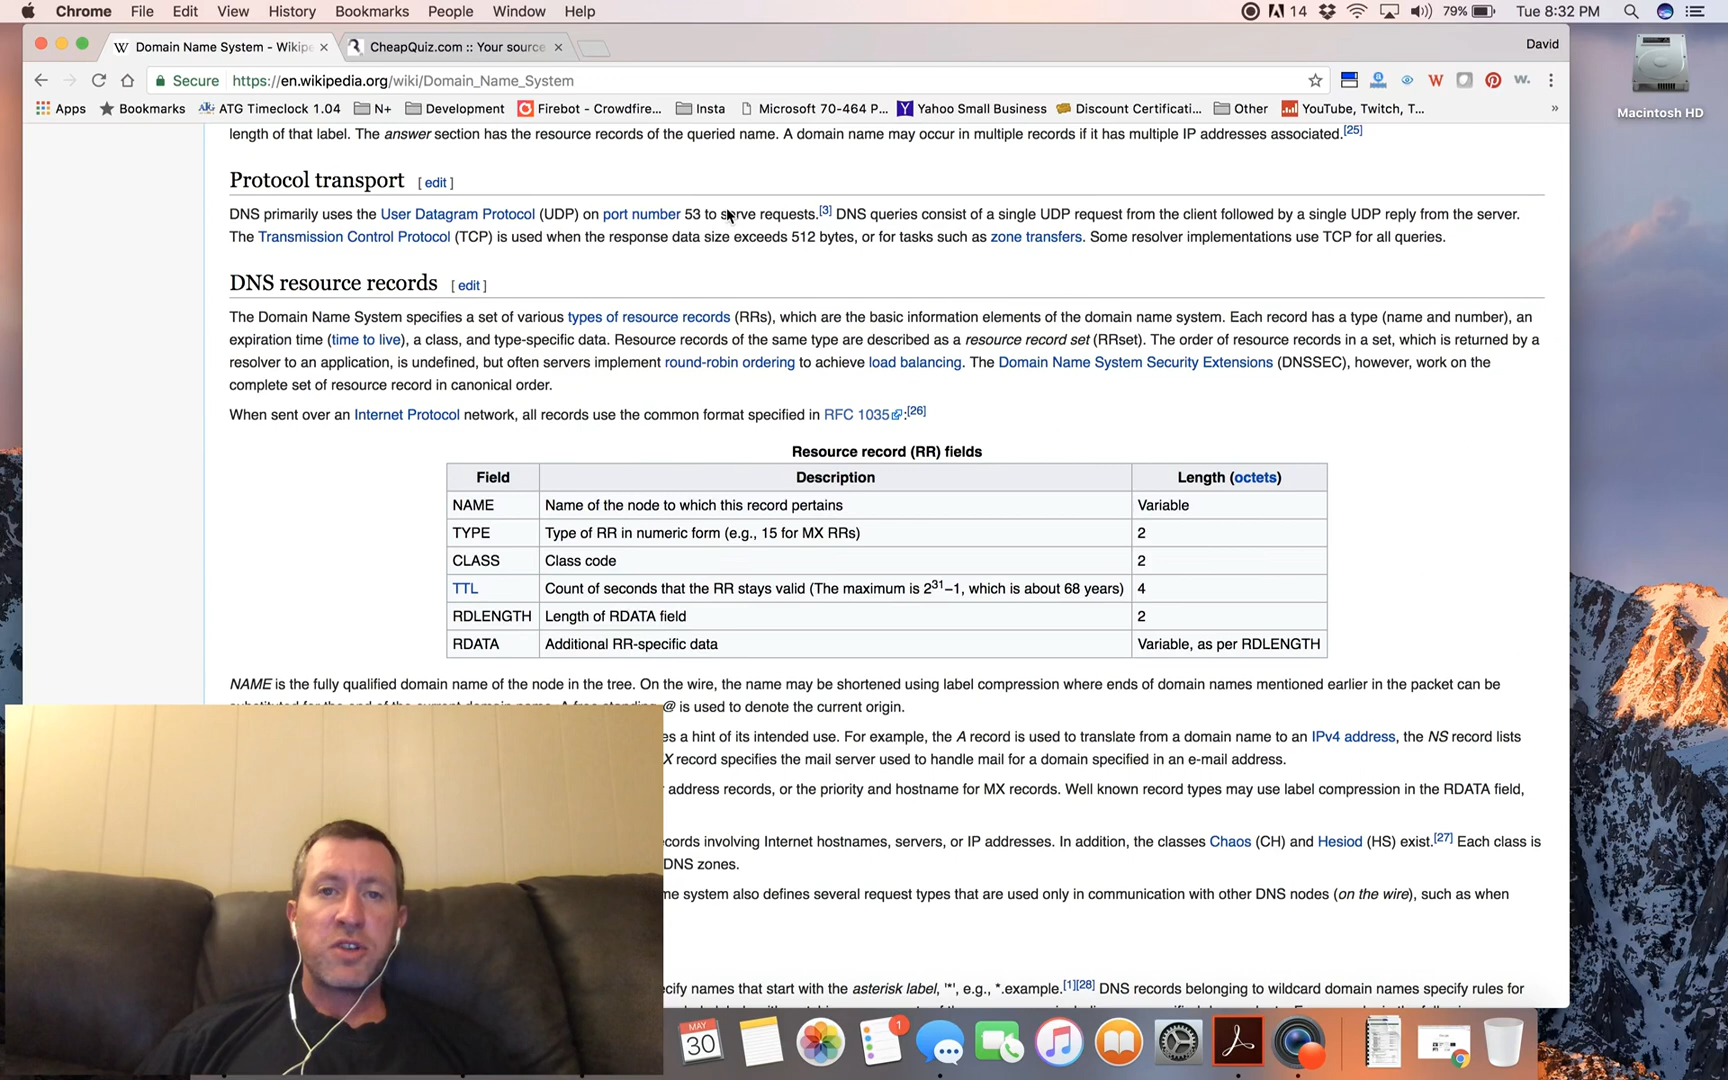 Chrome File Edit View History Bookmarks People Window Help 14 79% Tue 8:32 PM
Domain Name System - Wikipe CheapQuiz.com :: Your source David
Secure https://en.wikipedia.org/wiki/Domain_Name_System
Apps Bookmarks ATG Timeclock 1.04 N+ Development Firebot - Crowdfire... Insta Microsoft 70-464 P... Yahoo Small Business Discount Certificati... Other YouTube, Twitch, T... »
Macintosh HD
length of that label. The answer section has the resource records of the queried name. A domain name may occur in multiple records if it has multiple IP addresses associated.[25]
Protocol transport [ edit ]
DNS primarily uses the User Datagram Protocol (UDP) on port number 53 to serve requests.[3] DNS queries consist of a single UDP request from the client followed by a single UDP reply from the server.
The Transmission Control Protocol (TCP) is used when the response data size exceeds 512 bytes, or for tasks such as zone transfers. Some resolver implementations use TCP for all queries.
DNS resource records [ edit ]
The Domain Name System specifies a set of various types of resource records (RRs), which are the basic information elements of the domain name system. Each record has a type (name and number), an
expiration time (time to live), a class, and type-specific data. Resource records of the same type are described as a resource record set (RRset). The order of resource records in a set, which is returned by a
resolver to an application, is undefined, but often servers implement round-robin ordering to achieve load balancing. The Domain Name System Security Extensions (DNSSEC), however, work on the
complete set of resource record in canonical order.
When sent over an Internet Protocol network, all records use the common format specified in RFC 1035:[26]
Resource record (RR) fields
Field Description Length (octets)
NAME Name of the node to which this record pertains Variable
TYPE Type of RR in numeric form (e.g., 15 for MX RRs) 2
CLASS Class code 2
TTL Count of seconds that the RR stays valid (The maximum is 2³¹–1, which is about 68 years) 4
RDLENGTH Length of RDATA field 2
RDATA Additional RR-specific data Variable, as per RDLENGTH
NAME is the fully qualified domain name of the node in the tree. On the wire, the name may be shortened using label compression where ends of domain names mentioned earlier in the packet can be
@ is used to denote the current origin.
es a hint of its intended use. For example, the A record is used to translate from a domain name to an IPv4 address, the NS record lists
X record specifies the mail server used to handle mail for a domain specified in an e-mail address.
address records, or the priority and hostname for MX records. Well known record types may use label compression in the RDATA field,
cords involving Internet hostnames, servers, or IP addresses. In addition, the classes Chaos (CH) and Hesiod (HS) exist.[27] Each class is
DNS zones.
me system also defines several request types that are used only in communication with other DNS nodes (on the wire), such as when
cify names that start with the asterisk label, '*', e.g., *.example.[1][28] DNS records belonging to wildcard domain names specify rules for
MAY
30
1